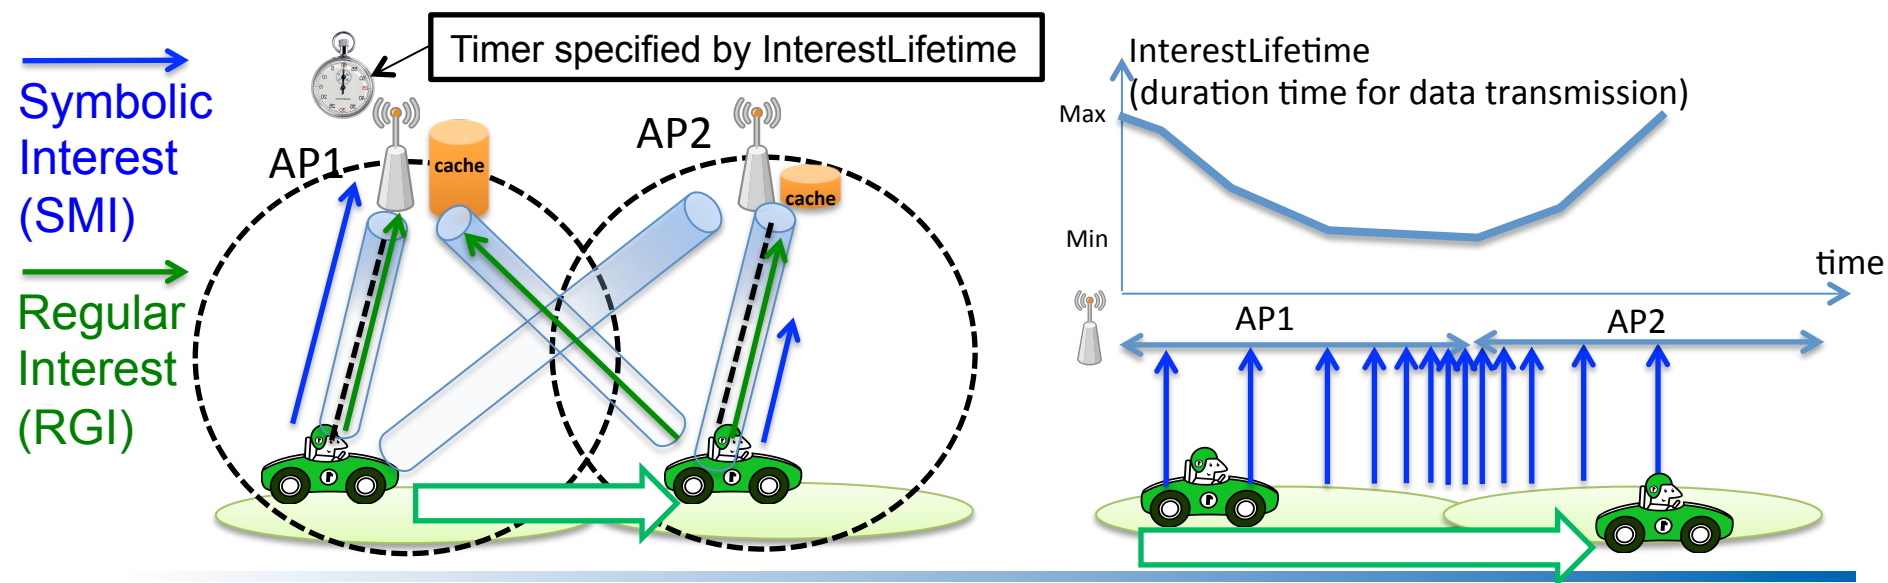 Timer specified by InterestLifetime
Symbolic
Interest
(SMI)
Regular
Interest
(RGI)
AP1
cache
AP2
cache
InterestLifetime
(duration time for data transmission)
Max
Min
time
AP1
AP2